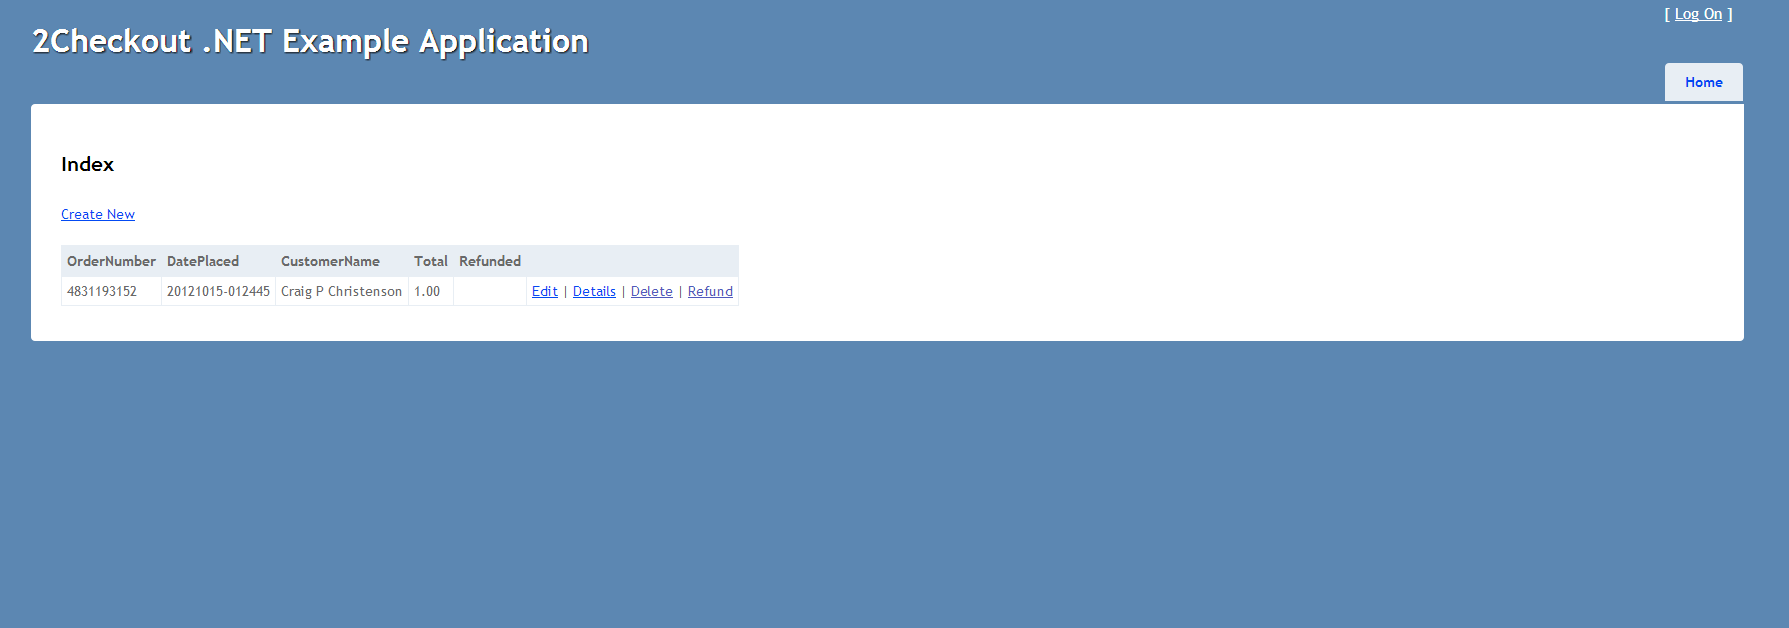 [ Log On ]
2Checkout .NET Example Application
Home
Index
Create New
OrderNumber DatePlaced CustomerName Total Refunded
4831193152 20121015-012445 Craig P Christenson 1.00 Edit | Details | Delete | Refund